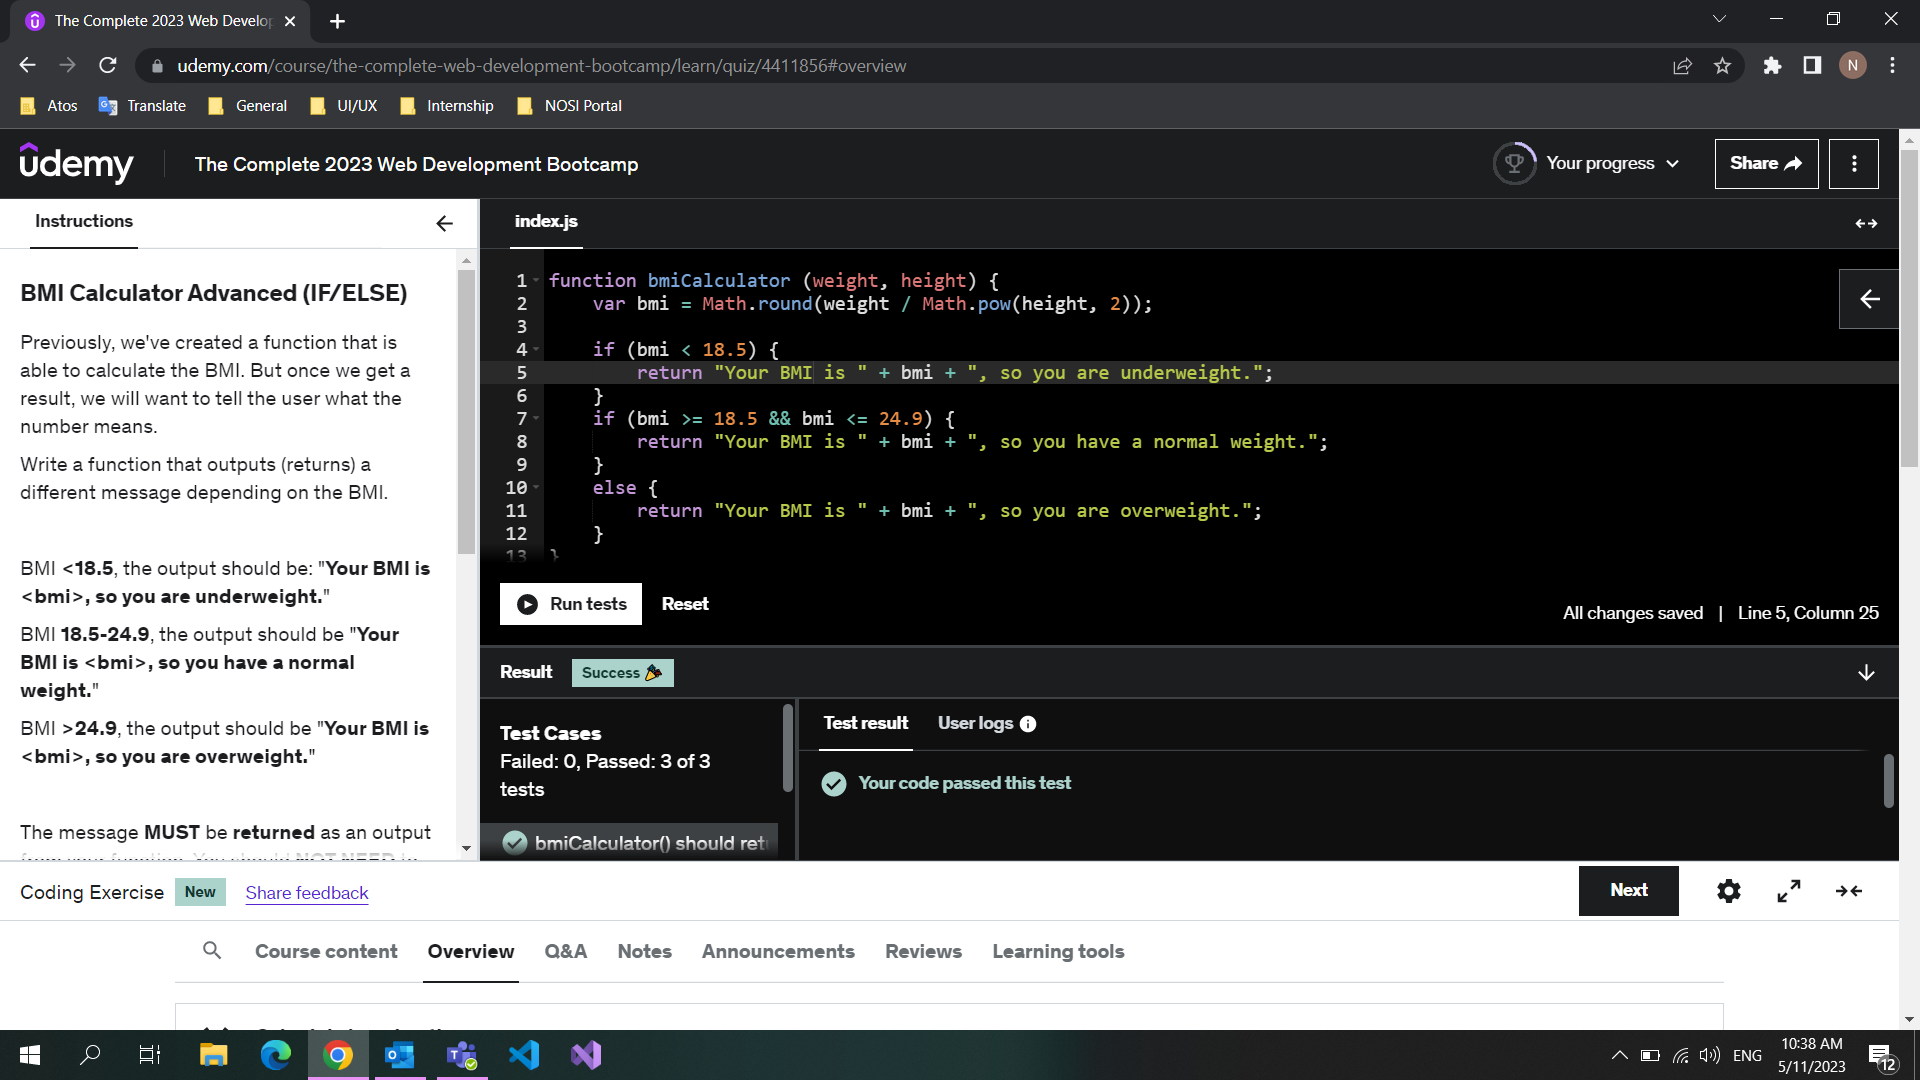 The Complete 2023 Web Develop
udemy.com/course/the-complete-web-development-bootcamp/learn/quiz/4411856#overview
N
Atos
Translate
General
UI/UX
Internship
NOSI Portal
udemy
The Complete 2023 Web Development Bootcamp
Your progress
Share
Instructions
BMI Calculator Advanced (IF/ELSE)
Previously, we've created a function that is
able to calculate the BMI. But once we get a
result, we will want to tell the user what the
number means.
Write a function that outputs (returns) a
different message depending on the BMI.
BMI <18.5, the output should be: "Your BMI is
<bmi>, so you are underweight."
BMI 18.5-24.9, the output should be "Your
BMI is <bmi>, so you have a normal
weight."
BMI >24.9, the output should be "Your BMI is
<bmi>, so you are overweight."
The message MUST be returned as an output
from your function. You should NOT NEED to
index.js
1 function bmiCalculator (weight, height) {
2 var bmi = Math.round(weight / Math.pow(height, 2));
3
4 if (bmi < 18.5) {
5 return "Your BMI is " + bmi + ", so you are underweight.";
6 }
7 if (bmi >= 18.5 && bmi <= 24.9) {
8 return "Your BMI is " + bmi + ", so you have a normal weight.";
9 }
10 else {
11 return "Your BMI is " + bmi + ", so you are overweight.";
12 }
13 }
Run tests
Reset
All changes saved | Line 5, Column 25
Result
Success
Test Cases
Failed: 0, Passed: 3 of 3
tests
bmiCalculator() should ret
Test result
User logs
Your code passed this test
Coding Exercise
New
Share feedback
Next
Course content
Overview
Q&A
Notes
Announcements
Reviews
Learning tools
ENG
10:38 AM
5/11/2023
12